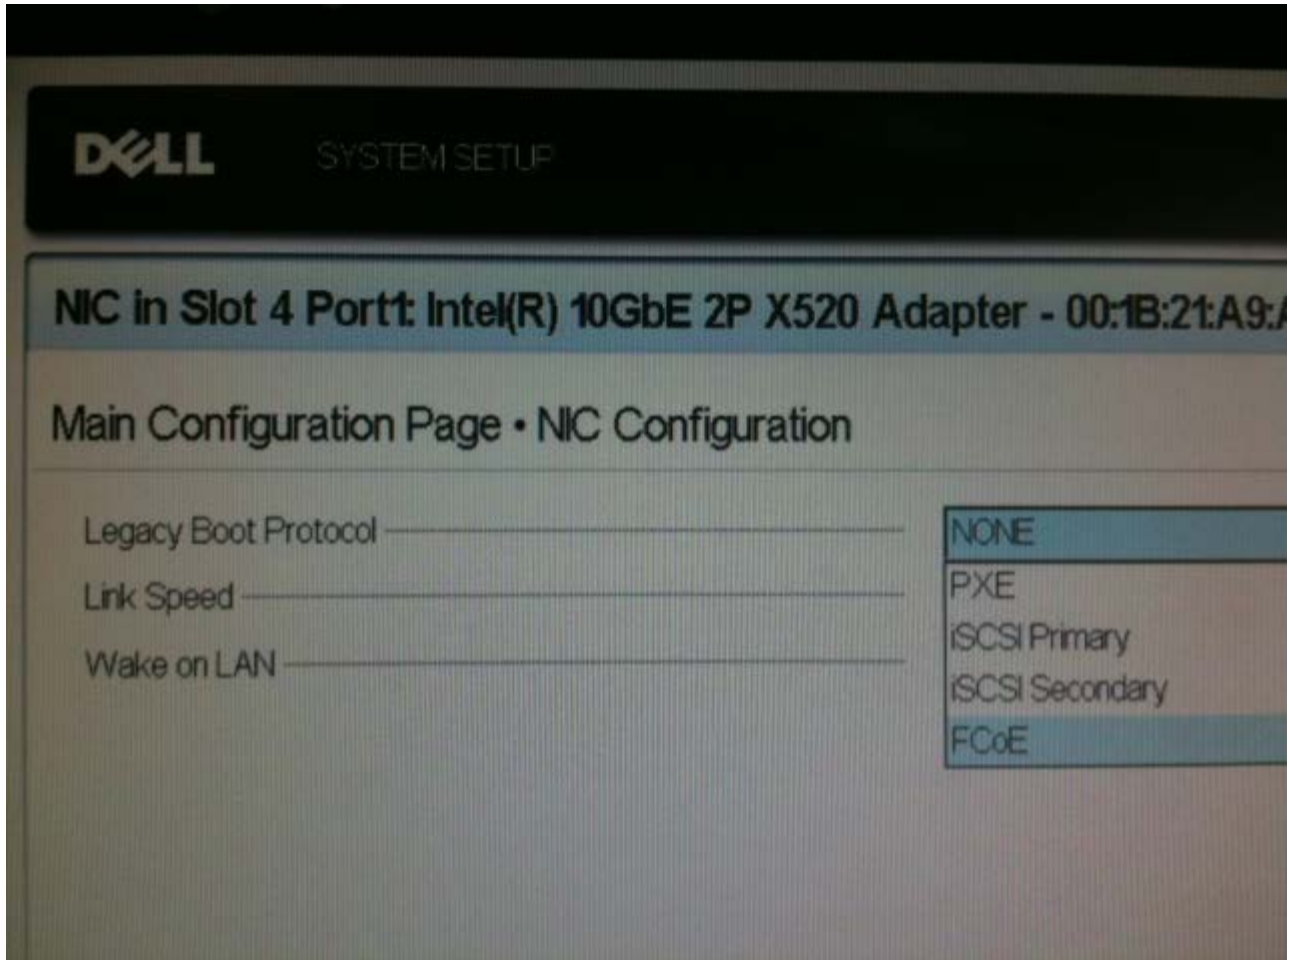 DELL SYSTEM SETUP
NIC in Slot 4 Port1: Intel(R) 10GbE 2P X520 Adapter - 00:1B:21:A9:
Main Configuration Page • NIC Configuration
Legacy Boot Protocol NONE
PXE
Link Speed
iSCSI Primary
Wake on LAN
iSCSI Secondary
FCoE